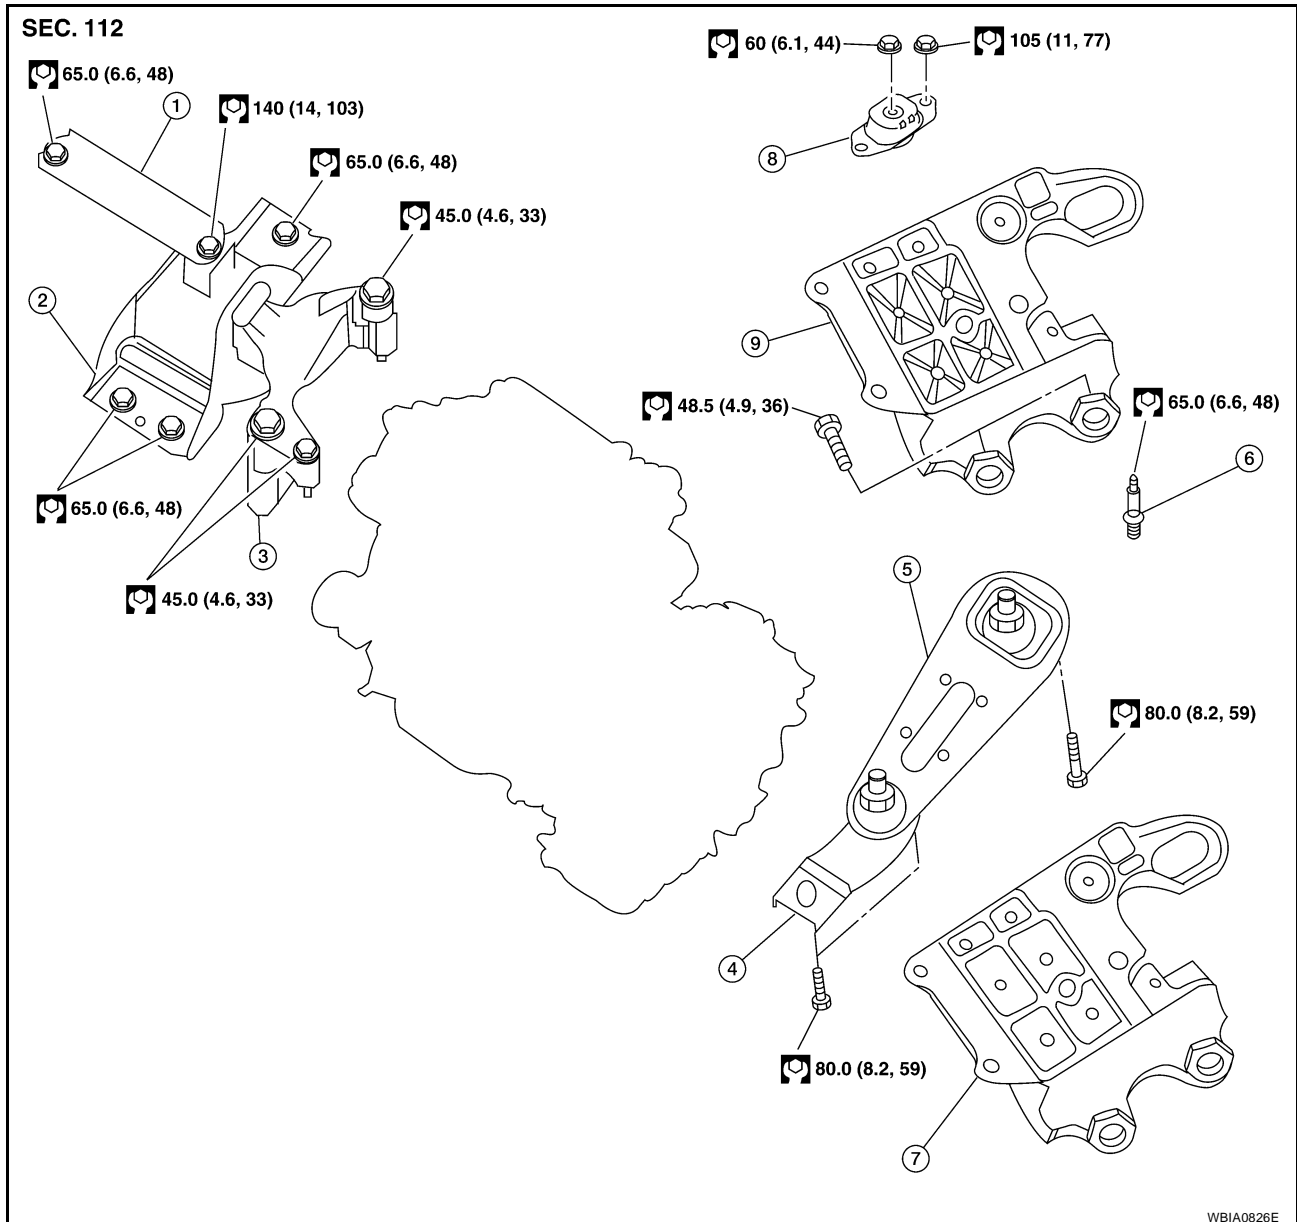 SEC. 112
60 (6.1, 44)
105 (11, 77)
65.0 (6.6, 48)
1
140 (14, 103)
65.0 (6.6, 48)
8
45.0 (4.6, 33)
2
9
48.5 (4.9, 36)
65.0 (6.6, 48)
6
65.0 (6.6, 48)
3
5
45.0 (4.6, 33)
80.0 (8.2, 59)
4
80.0 (8.2, 59)
7
WBIA0826E